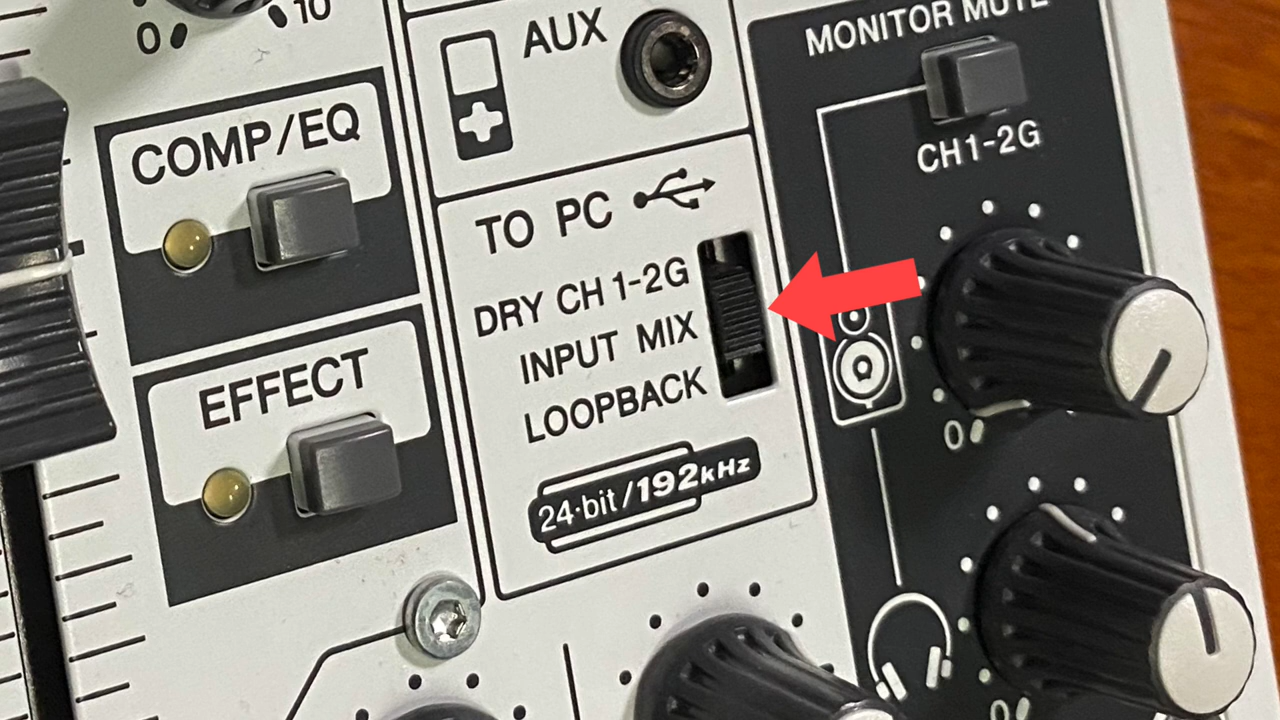 0
10
COMP/EQ
EFFECT
AUX
TO PC
DRY CH 1-2G
INPUT MIX
LOOPBACK
24-bit/192kHz
MONITOR MUTE
CH1-2G
0
0